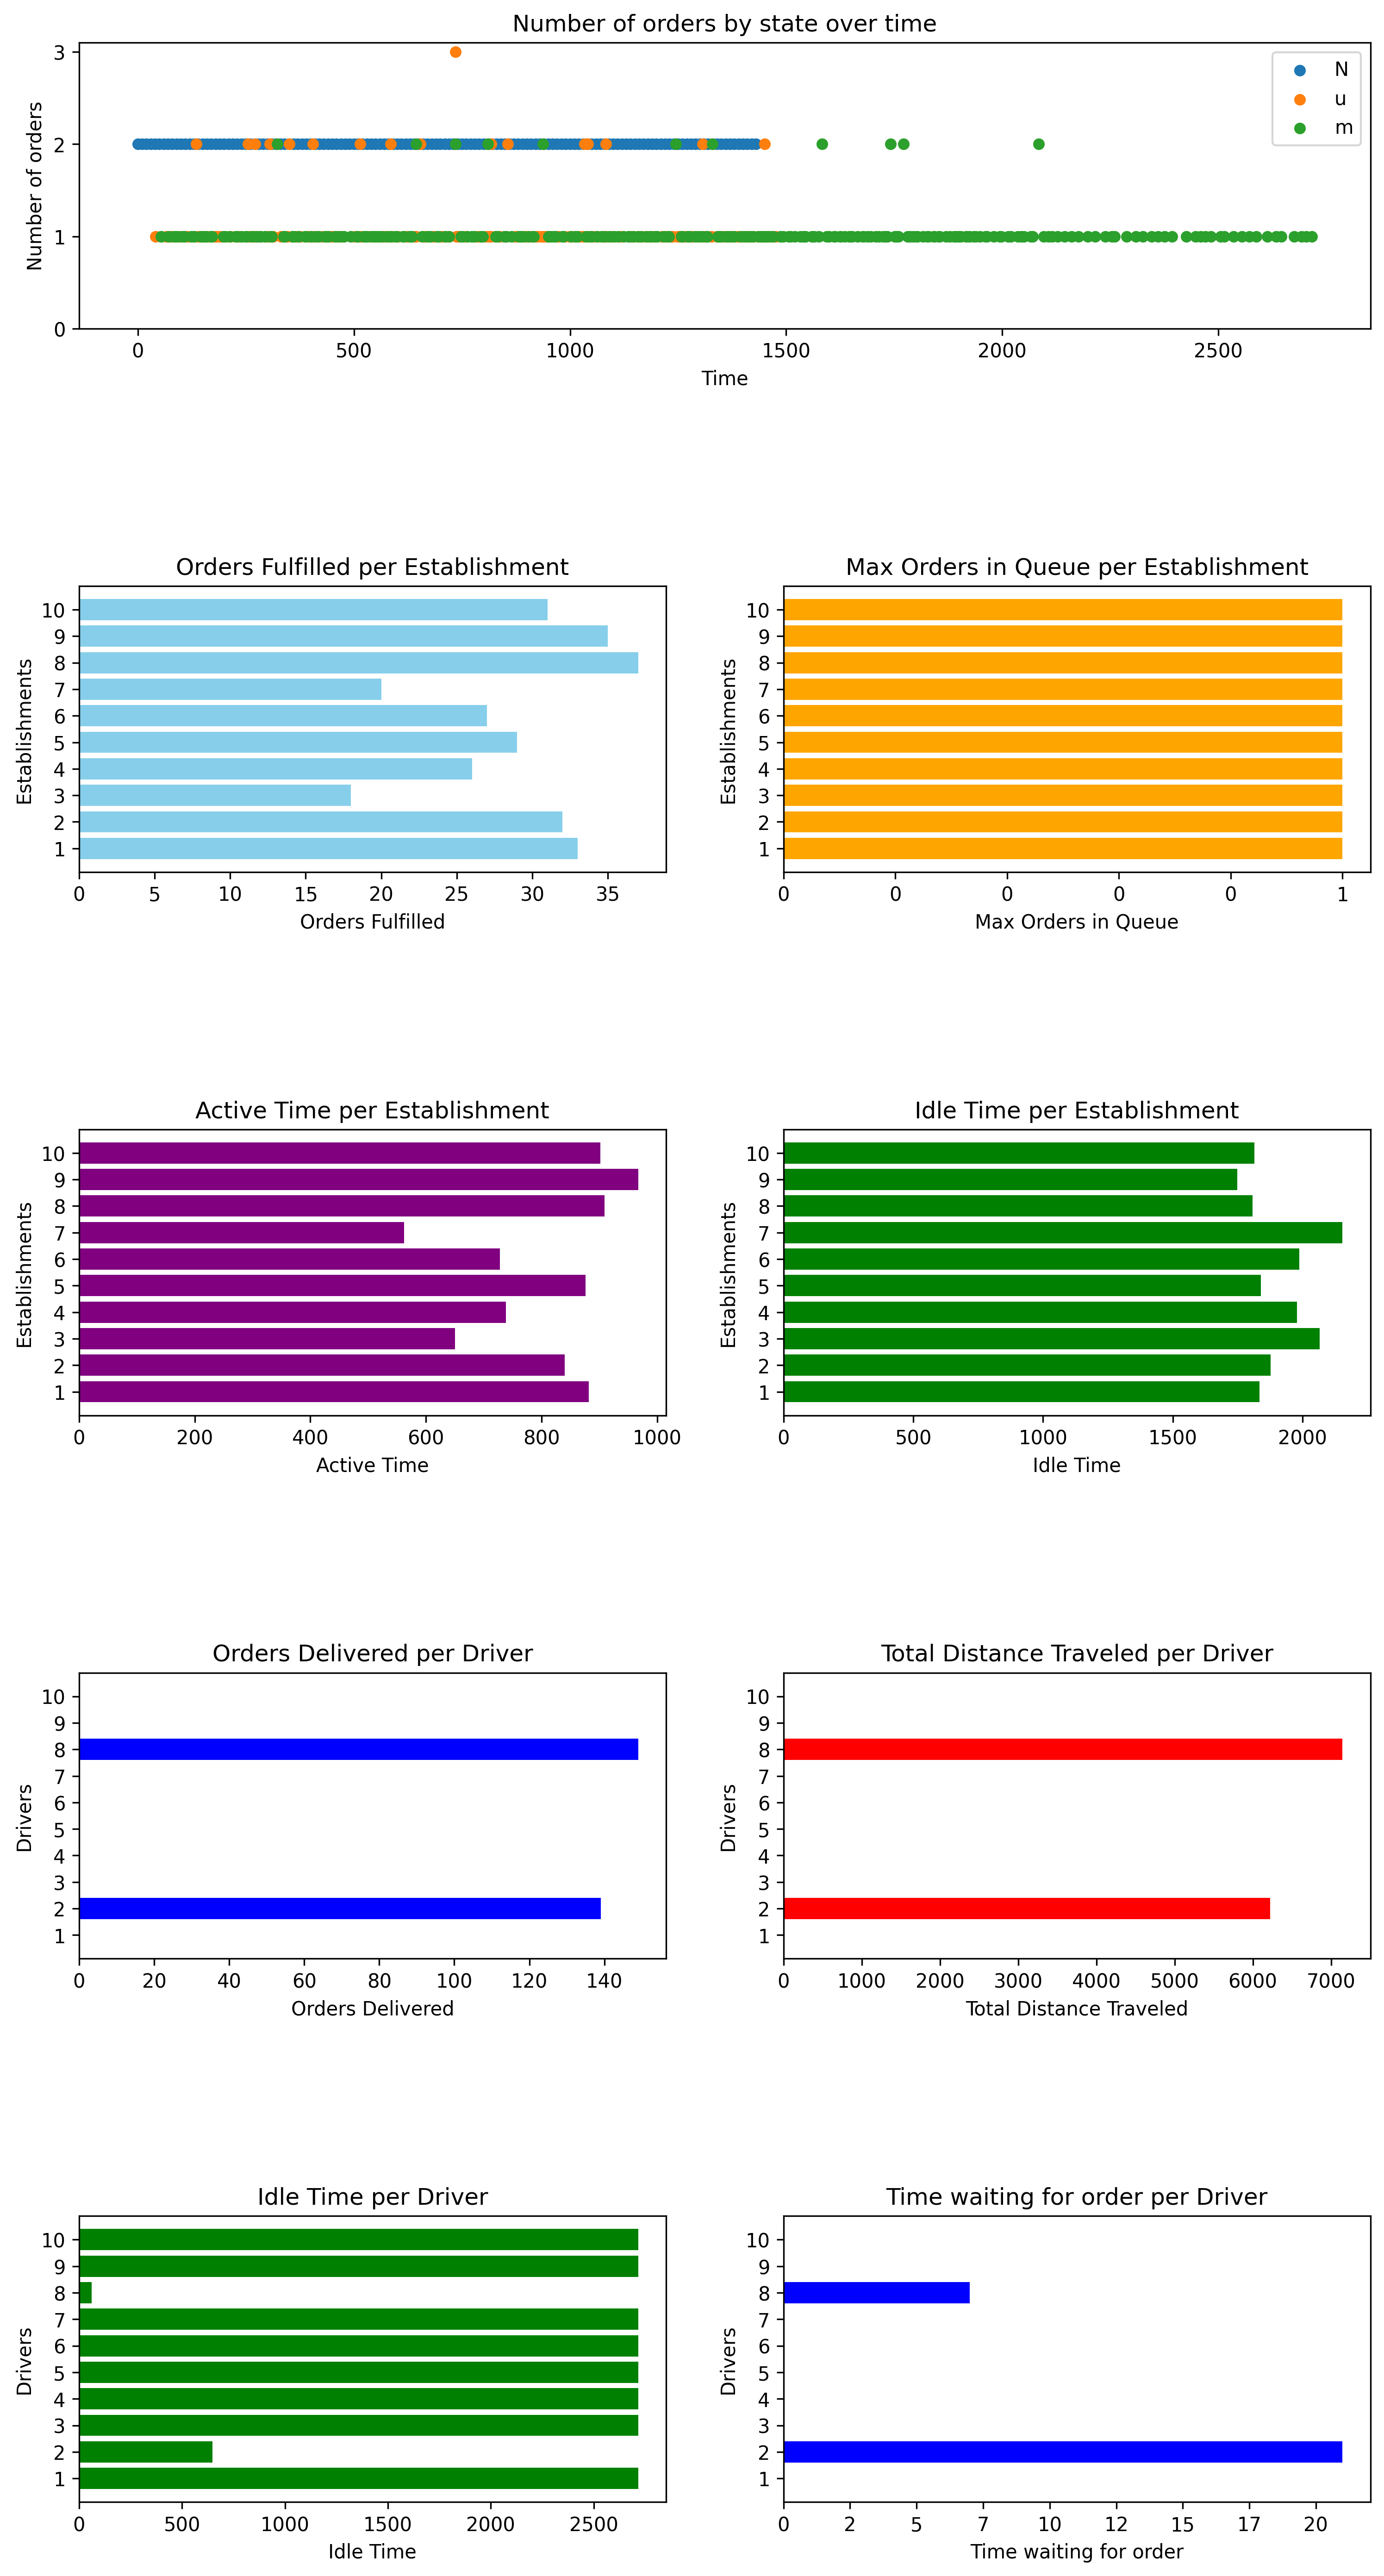 Number of orders by state over time
Number of orders
3
2
1
0
N
u
m
0 500 1000 1500 2000 2500
Time
Orders Fulfilled per Establishment
Establishments
10
9
8
7
6
5
4
3
2
1
0 5 10 15 20 25 30 35
Orders Fulfilled
Max Orders in Queue per Establishment
Establishments
10
9
8
7
6
5
4
3
2
1
0 0 0 0 0 1
Max Orders in Queue
Active Time per Establishment
Establishments
10
9
8
7
6
5
4
3
2
1
0 200 400 600 800 1000
Active Time
Idle Time per Establishment
Establishments
10
9
8
7
6
5
4
3
2
1
0 500 1000 1500 2000
Idle Time
Orders Delivered per Driver
Drivers
10
9
8
7
6
5
4
3
2
1
0 20 40 60 80 100 120 140
Orders Delivered
Total Distance Traveled per Driver
Drivers
10
9
8
7
6
5
4
3
2
1
0 1000 2000 3000 4000 5000 6000 7000
Total Distance Traveled
Idle Time per Driver
Drivers
10
9
8
7
6
5
4
3
2
1
0 500 1000 1500 2000 2500
Idle Time
Time waiting for order per Driver
Drivers
10
9
8
7
6
5
4
3
2
1
0 2 5 7 10 12 15 17 20
Time waiting for order